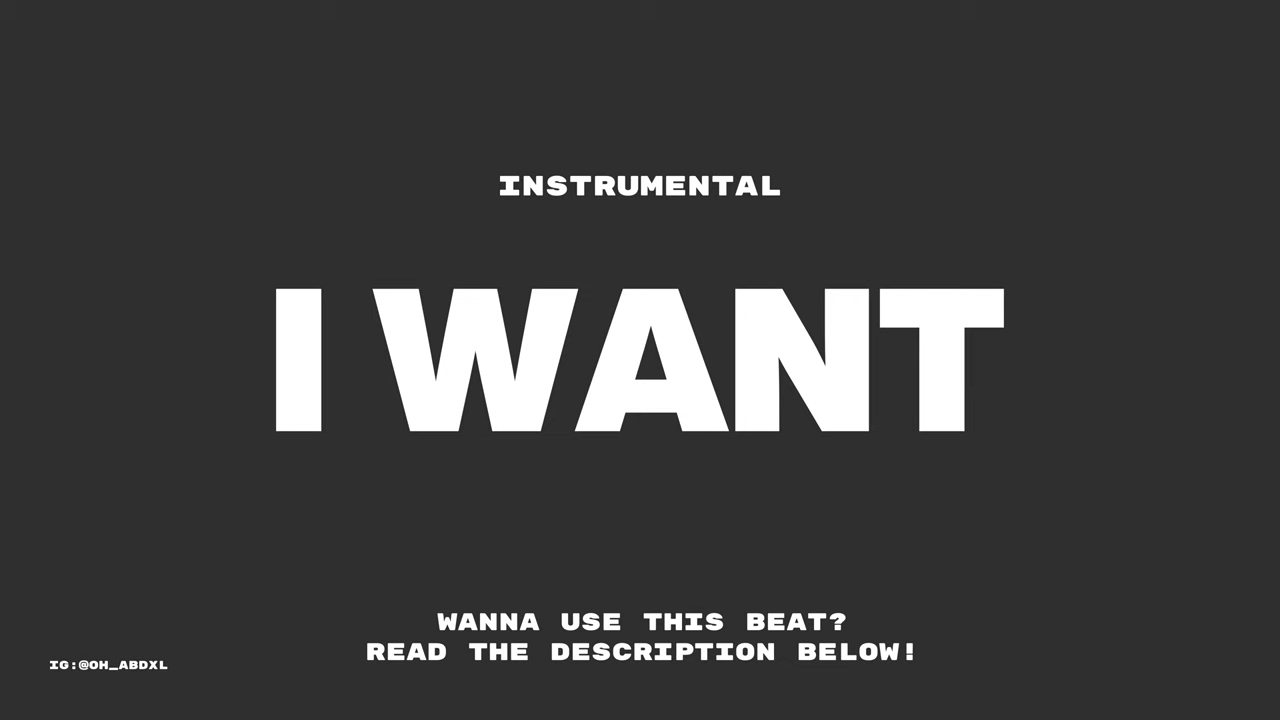 INSTRUMENTAL
I WANT
WANNA USE THIS BEAT?
READ THE DESCRIPTION BELOW!
IG:@OH_ABDXL